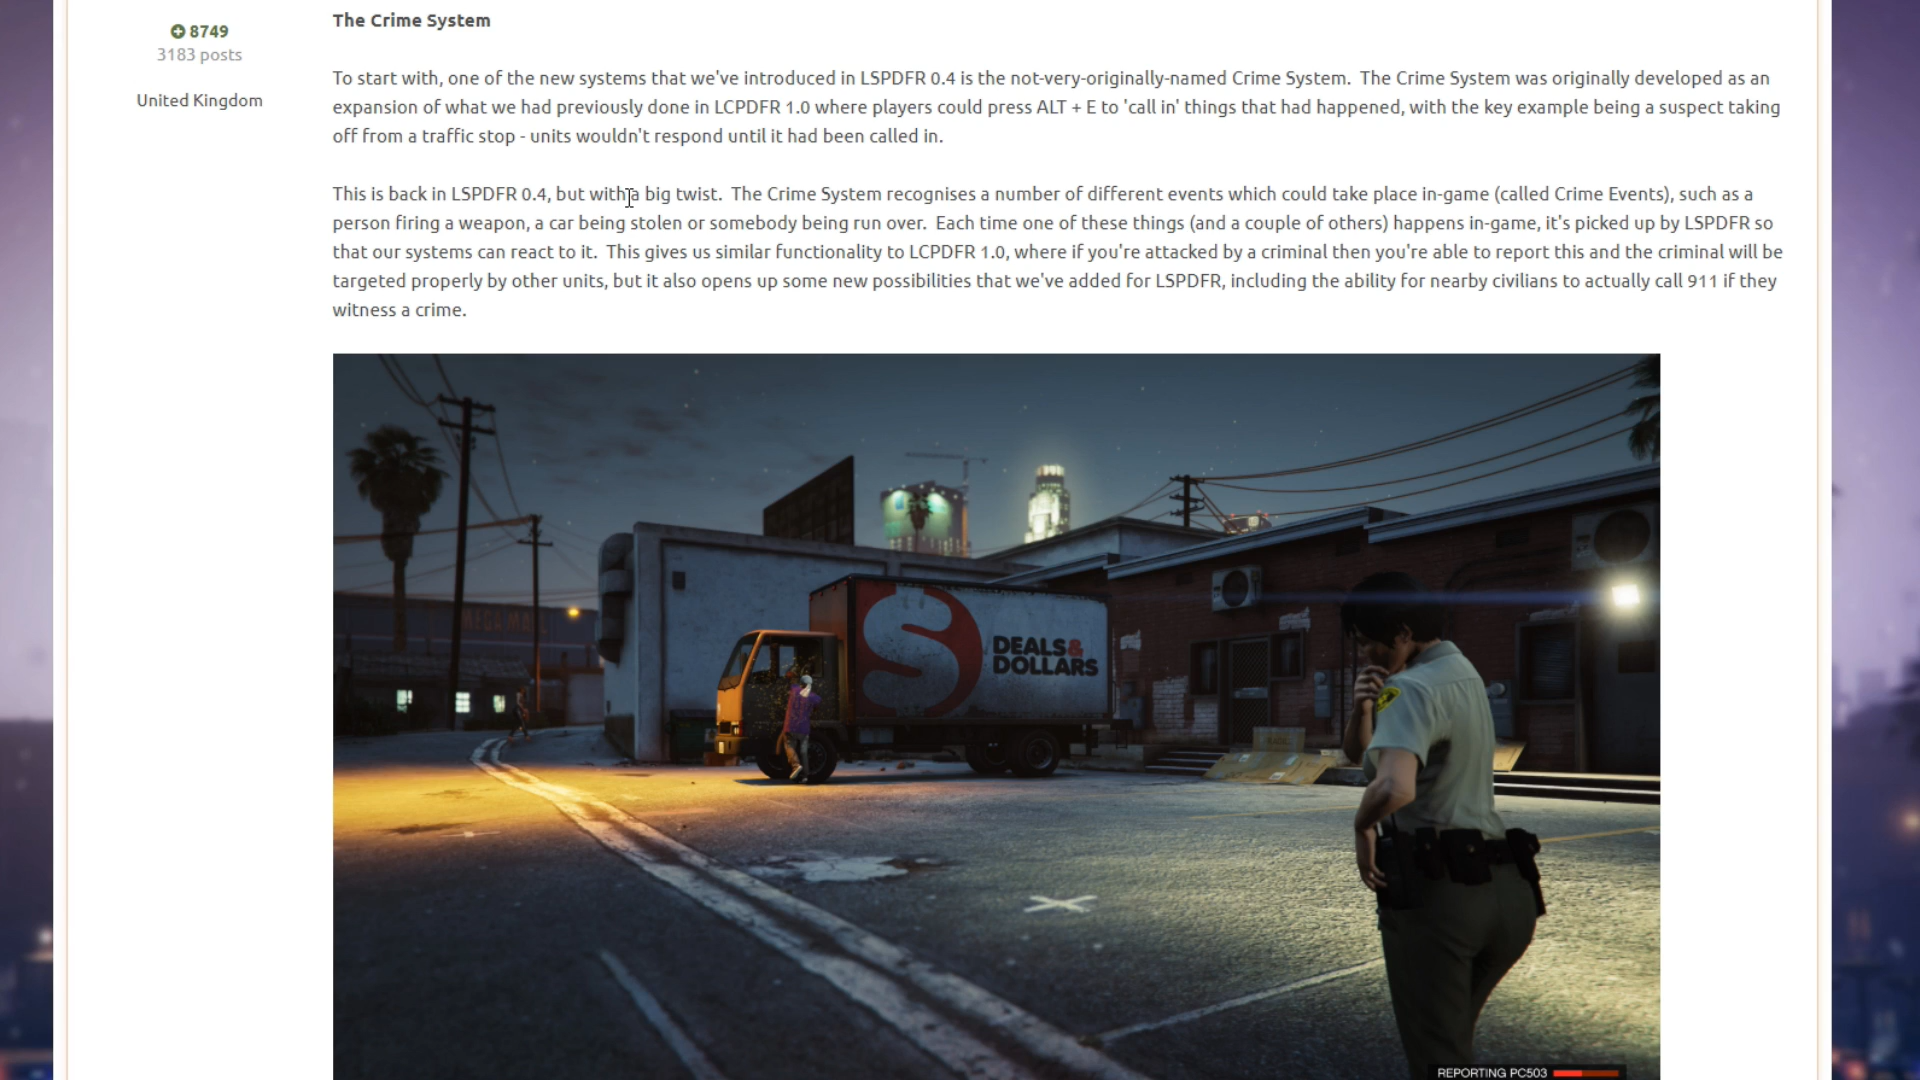 The Crime System
8749
3183 posts
United Kingdom
To start with, one of the new systems that we've introduced in LSPDFR 0.4 is the not-very-originally-named Crime System.  The Crime System was originally developed as an
expansion of what we had previously done in LCPDFR 1.0 where players could press ALT + E to 'call in' things that had happened, with the key example being a suspect taking
off from a traffic stop - units wouldn't respond until it had been called in.
This is back in LSPDFR 0.4, but with a big twist.  The Crime System recognises a number of different events which could take place in-game (called Crime Events), such as a
person firing a weapon, a car being stolen or somebody being run over.  Each time one of these things (and a couple of others) happens in-game, it's picked up by LSPDFR so
that our systems can react to it.  This gives us similar functionality to LCPDFR 1.0, where if you're attacked by a criminal then you're able to report this and the criminal will be
targeted properly by other units, but it also opens up some new possibilities that we've added for LSPDFR, including the ability for nearby civilians to actually call 911 if they
witness a crime.
MEGA MALL
DEALS&
DOLLARS
REPORTING PC503